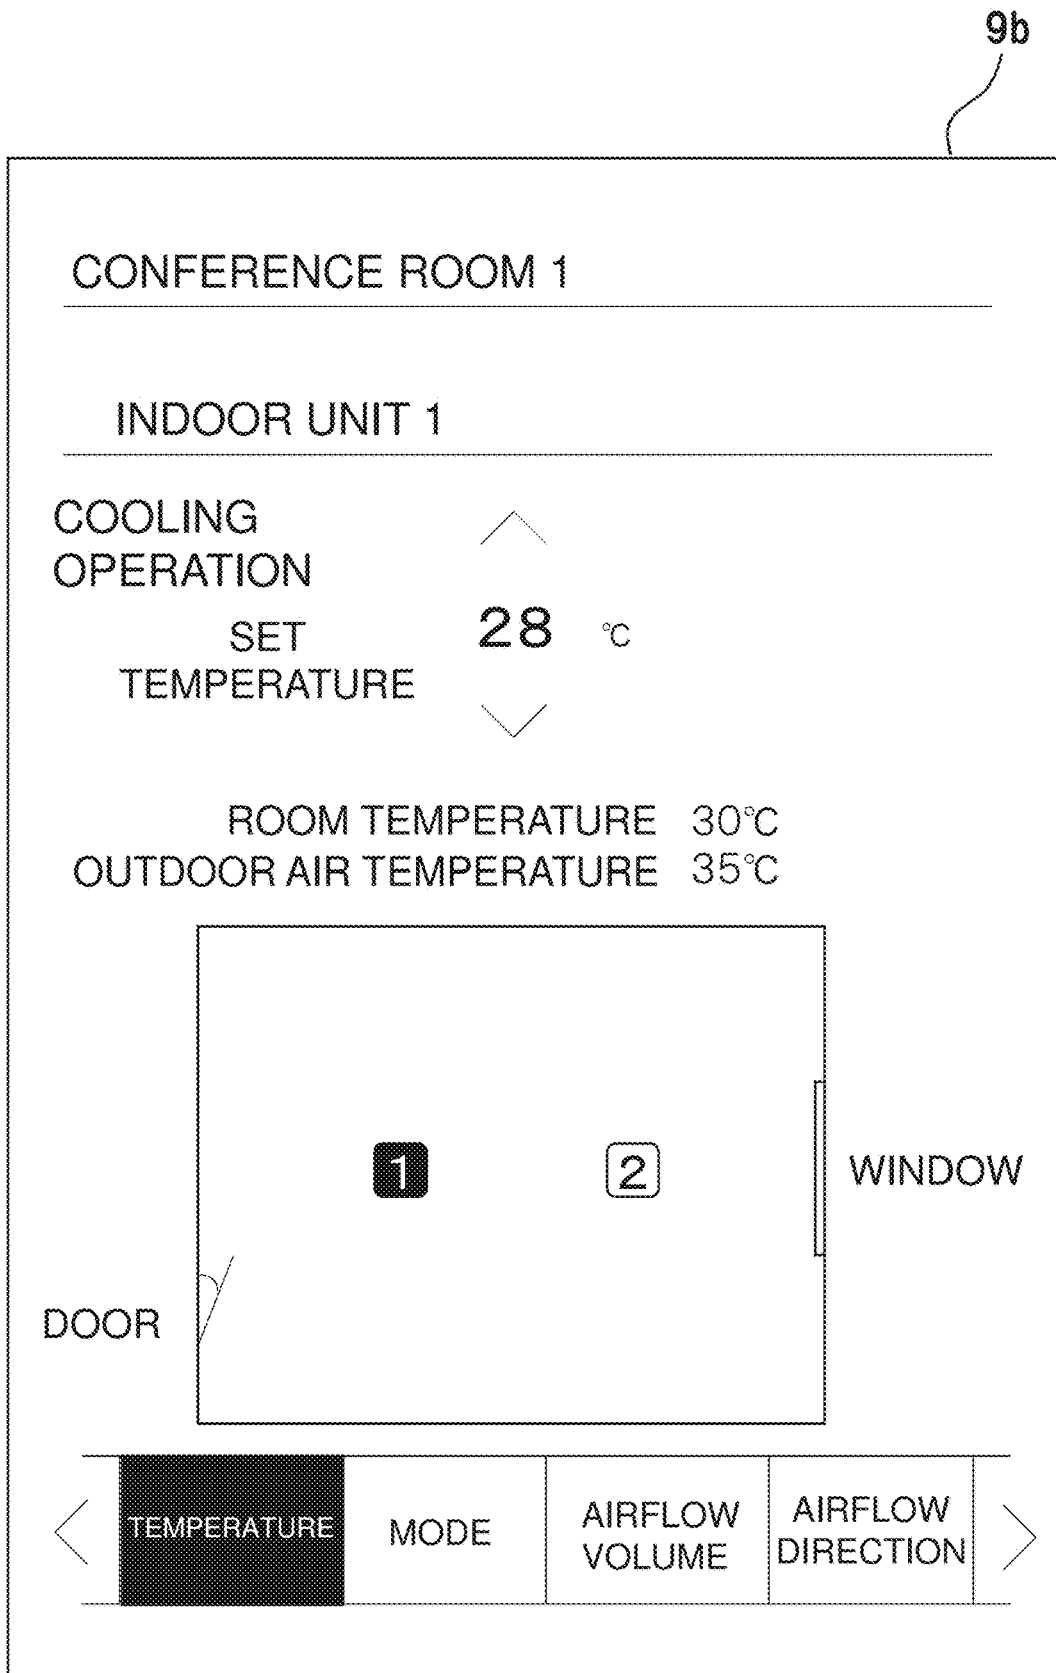 9b
CONFERENCE ROOM 1
INDOOR UNIT 1
COOLING
OPERATION
SET
TEMPERATURE
28 ℃
ROOM TEMPERATURE 30℃
OUTDOOR AIR TEMPERATURE 35℃
1 2
WINDOW
DOOR
TEMPERATURE
MODE
AIRFLOW
VOLUME
AIRFLOW
DIRECTION